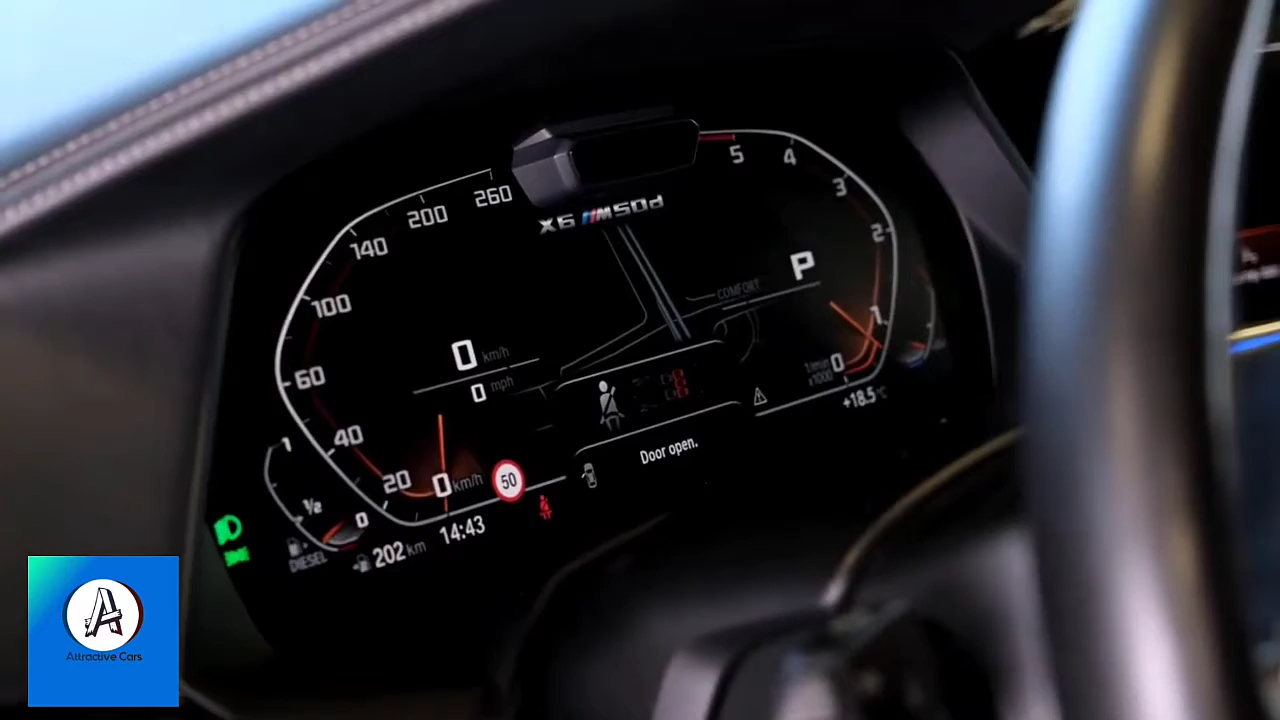 260
200
140
100
60
40
20
0 km/h
X6 M50d
5
4
3
2
1
0
1/min
x1000
P
COMFORT
0 km/h
0 mph
50
Door open.
+18.5°C
1
½
0
DIESEL
202 km
14:43
A
Attractive Cars